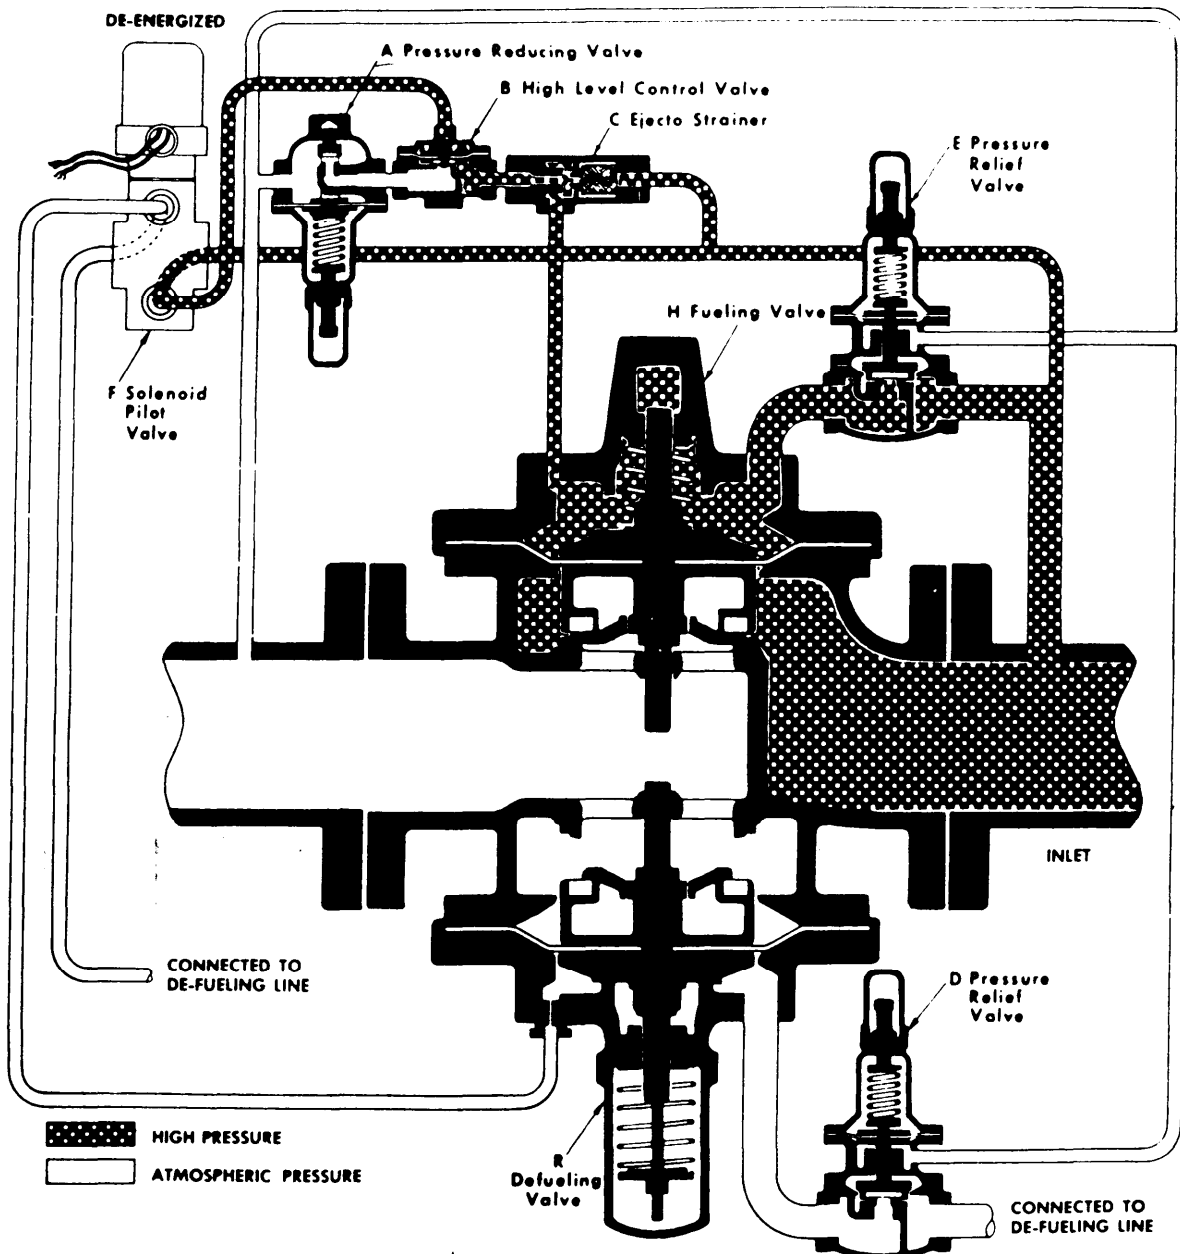 DE-ENERGIZED
A Pressure Reducing Valve
B High Level Control Valve
C Ejecto Strainer
E Pressure
Relief
Valve
H Fueling Valve
F Solenoid
Pilot
Valve
INLET
CONNECTED TO
DE-FUELING LINE
D Pressure
Relief
Valve
HIGH PRESSURE
ATMOSPHERIC PRESSURE
R
Defueling
Valve
CONNECTED TO
DE-FUELING LINE